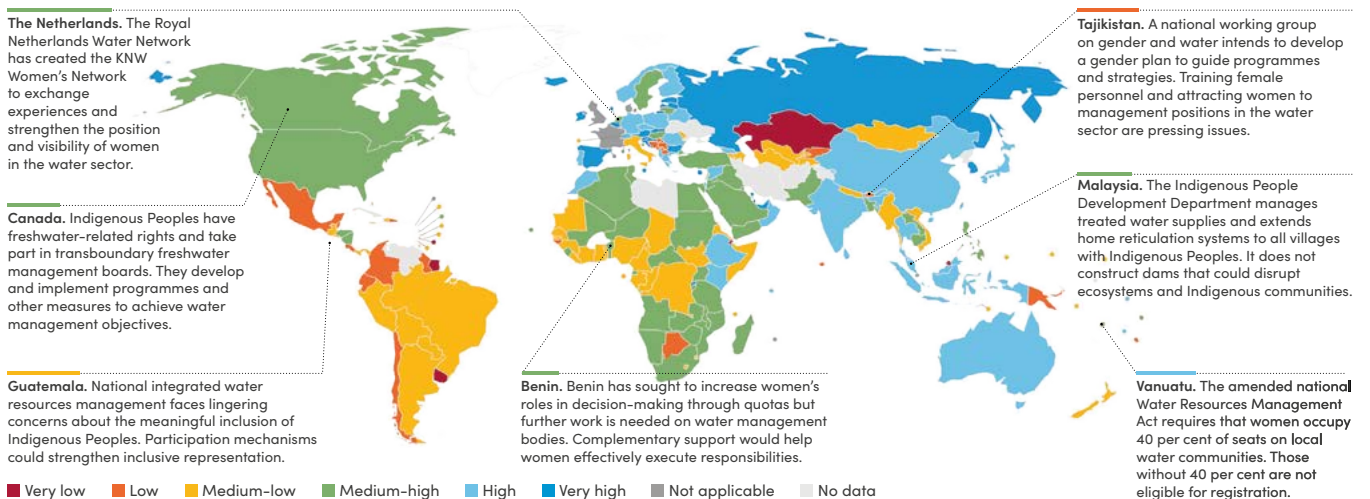 The Netherlands. The Royal
Netherlands Water Network
has created the KNW
Women's Network
to exchange
experiences and
strengthen the position
and visibility of women
in the water sector.
Canada. Indigenous Peoples have
freshwater-related rights and take
part in transboundary freshwater
management boards. They develop
and implement programmes and
other measures to achieve water
management objectives.
Guatemala. National integrated water
resources management faces lingering
concerns about the meaningful inclusion of
Indigenous Peoples. Participation mechanisms
could strengthen inclusive representation.
Benin. Benin has sought to increase women's
roles in decision-making through quotas but
further work is needed on water management
bodies. Complementary support would help
women effectively execute responsibilities.
Tajikistan. A national working group
on gender and water intends to develop
a gender plan to guide programmes
and strategies. Training female
personnel and attracting women to
management positions in the water
sector are pressing issues.
Malaysia. The Indigenous People
Development Department manages
treated water supplies and extends
home reticulation systems to all villages
with Indigenous Peoples. It does not
construct dams that could disrupt
ecosystems and Indigenous communities.
Vanuatu. The amended national
Water Resources Management
Act requires that women occupy
40 per cent of seats on local
water communities. Those
without 40 per cent are not
eligible for registration.
Very low Low Medium-low Medium-high High Very high Not applicable No data